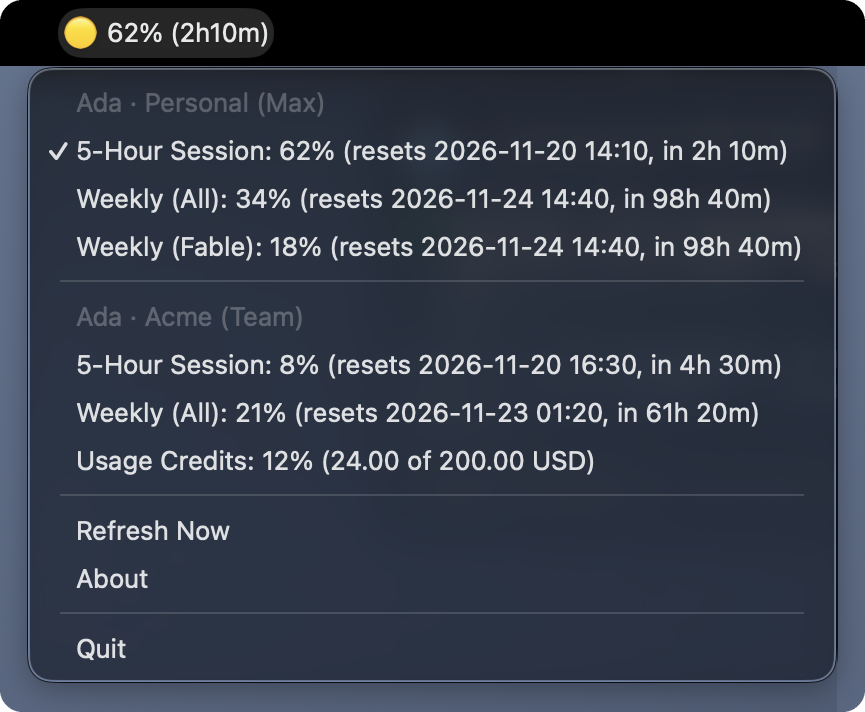 62% (2h10m)
Ada · Personal (Max)
✓ 5-Hour Session: 62% (resets 2026-11-20 14:10, in 2h 10m)
Weekly (All): 34% (resets 2026-11-24 14:40, in 98h 40m)
Weekly (Fable): 18% (resets 2026-11-24 14:40, in 98h 40m)
Ada · Acme (Team)
5-Hour Session: 8% (resets 2026-11-20 16:30, in 4h 30m)
Weekly (All): 21% (resets 2026-11-23 01:20, in 61h 20m)
Usage Credits: 12% (24.00 of 200.00 USD)
Refresh Now
About
Quit